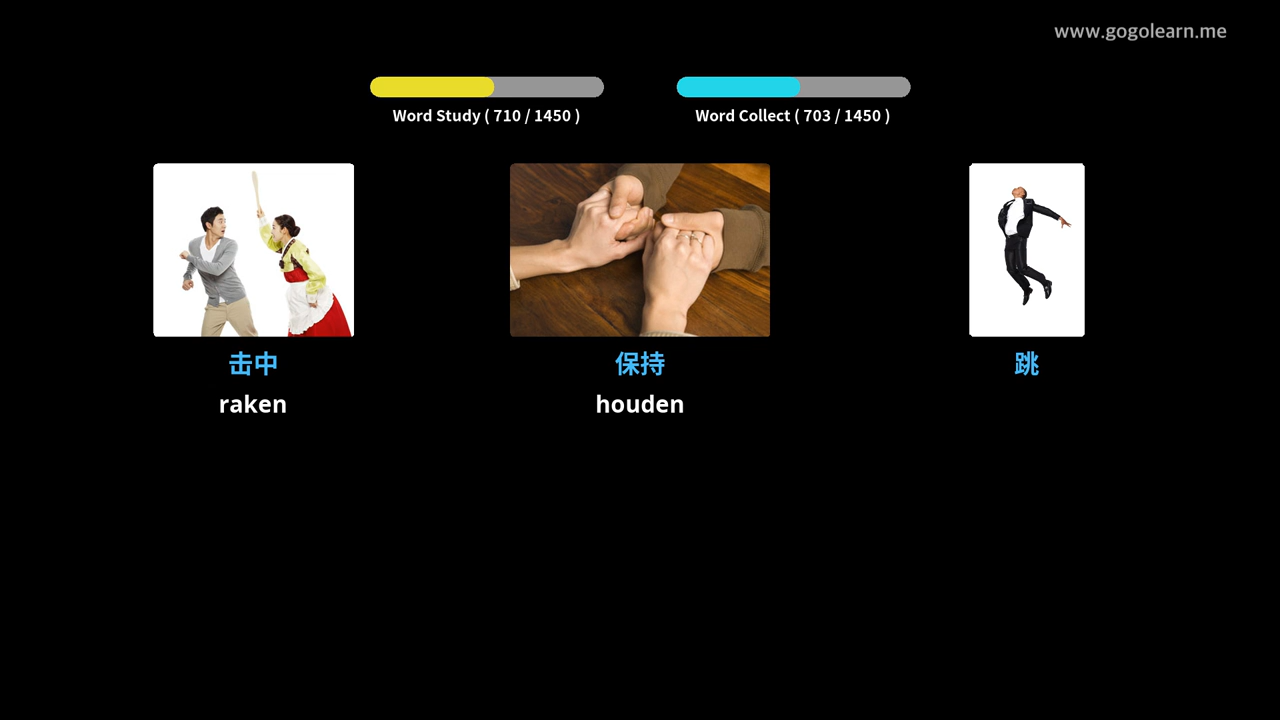 www.gogolearn.me
Word Study ( 710 / 1450 )
Word Collect ( 703 / 1450 )
击中
保持
跳
raken
houden